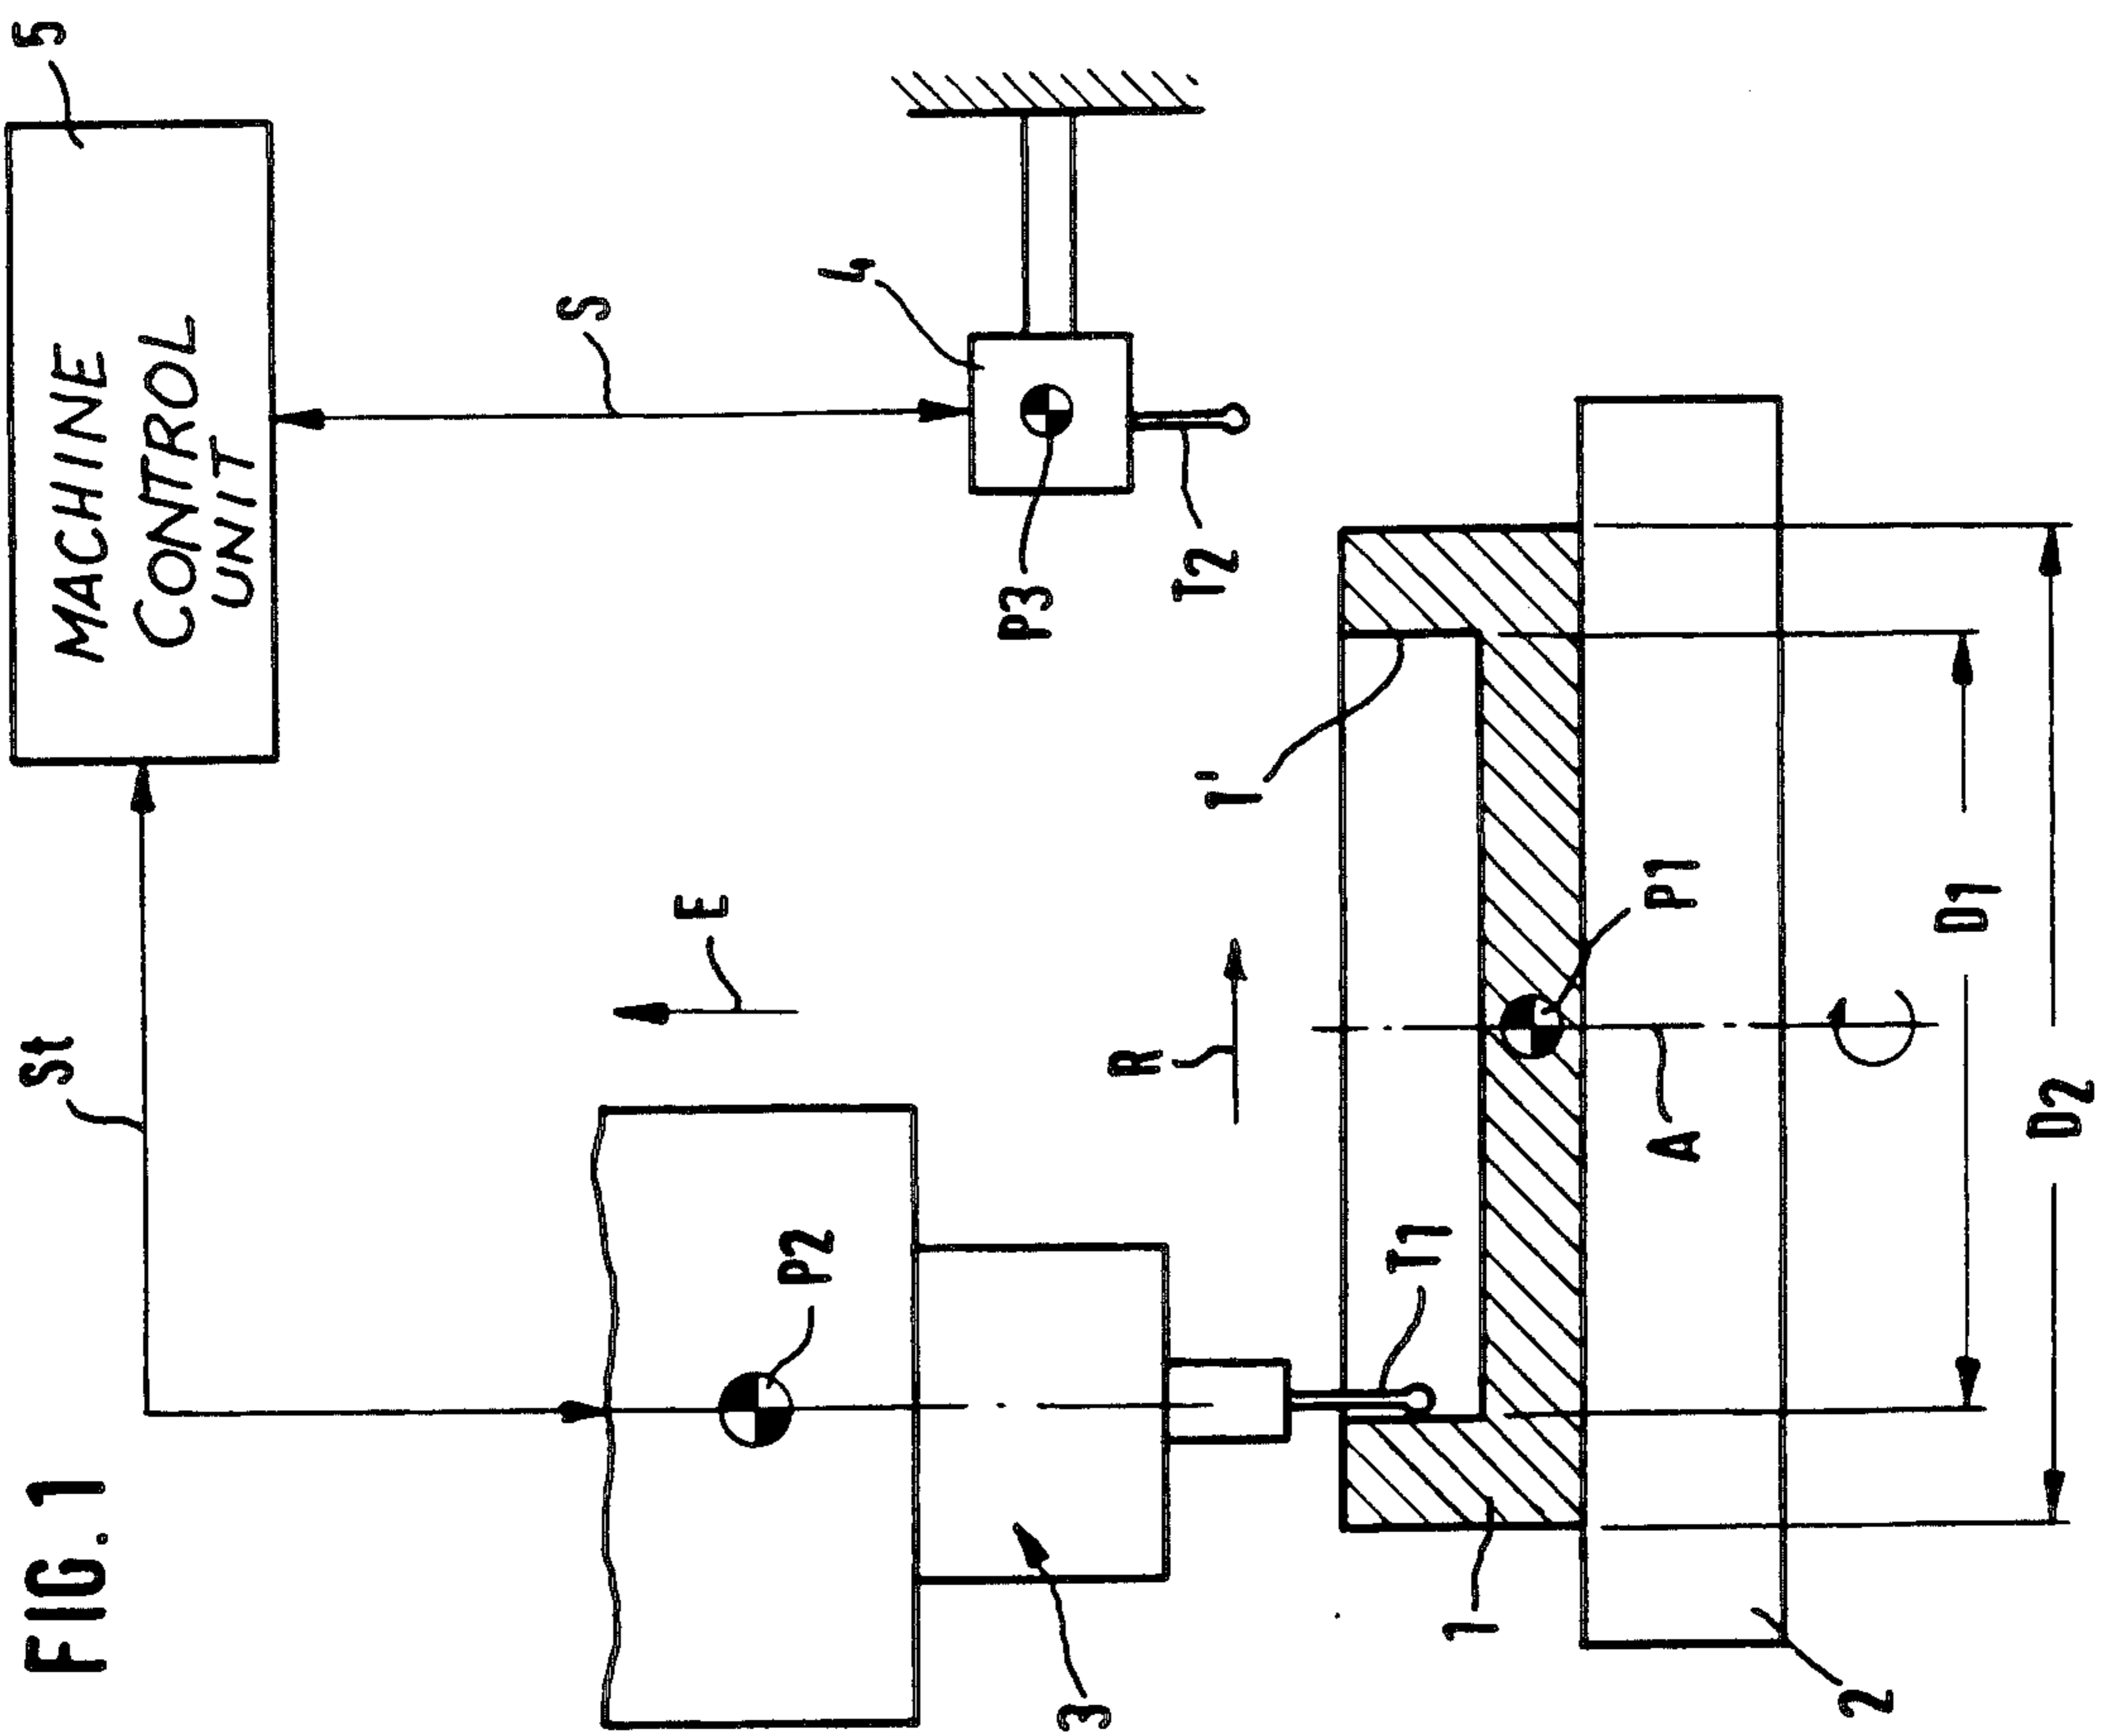 FIG. 1
St
5
MACHINE
CONTROL
UNIT
S
E
P2
3
4
P3
T2
R
1'
T1
1
P1
A
2
D1
D2